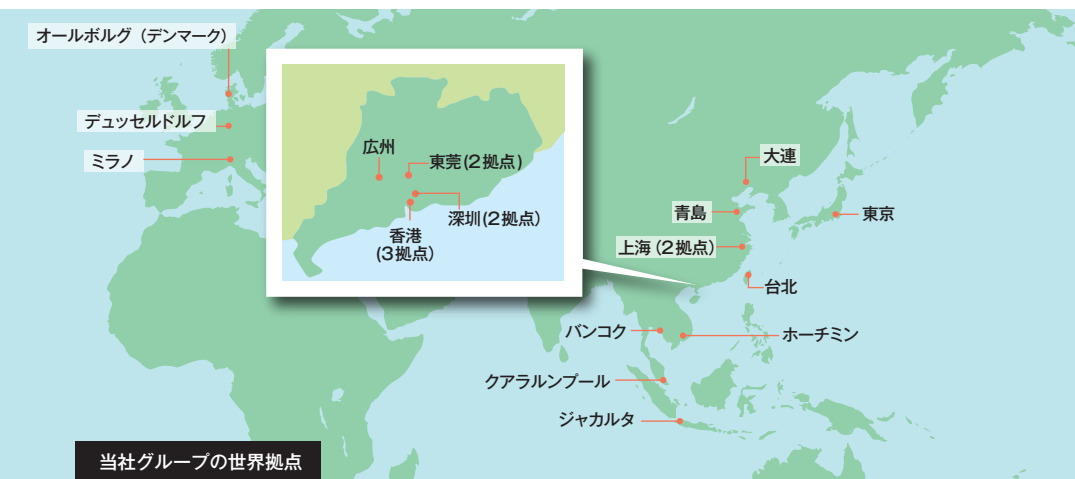 オールボルグ（デンマーク）
デュッセルドルフ
ミラノ
広州
東莞(2拠点)
深圳(2拠点)
香港
(3拠点)
大連
青島
東京
上海（2拠点）
台北
バンコク
ホーチミン
クアラルンプール
ジャカルタ
当社グループの世界拠点